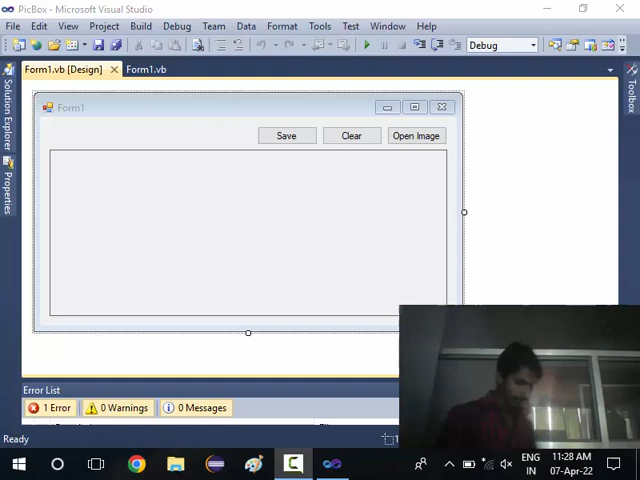 PicBox - Microsoft Visual Studio
File Edit View Project Build Debug Team Data Format Tools Test Window Help
Debug
Form1.vb [Design] Form1.vb
Toolbox
Solution Explorer
Properties
Form1
Save Clear Open Image
Error List
1 Error 0 Warnings 0 Messages
Ready
ENG 11:28 AM
IN 07-Apr-22